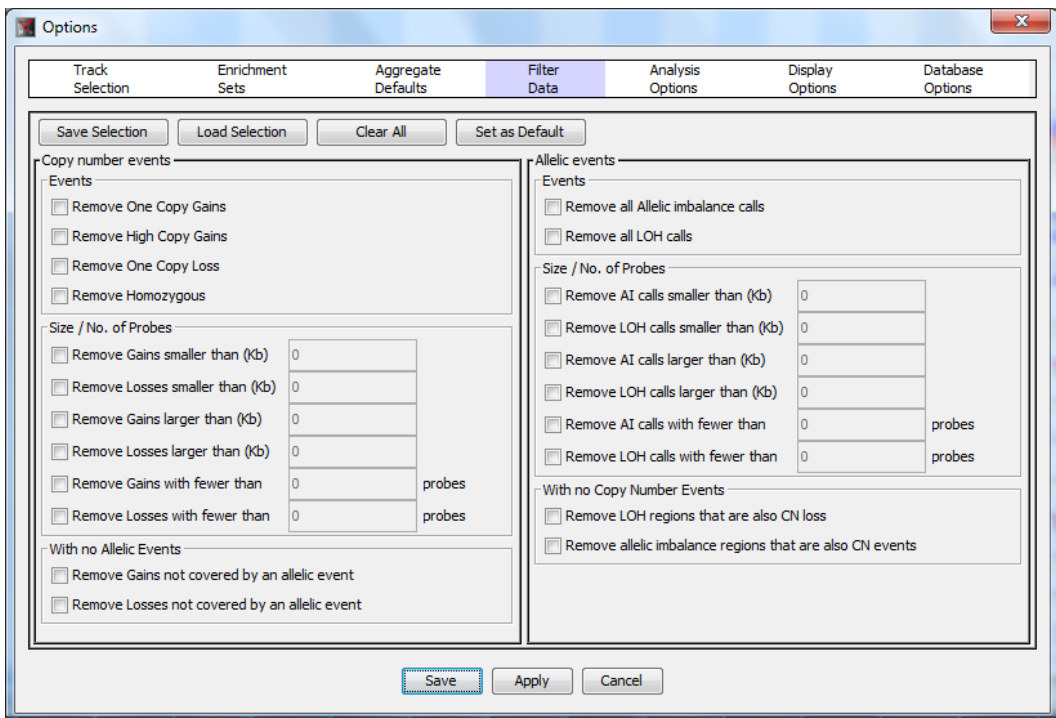 Options
x
Track Selection
Enrichment Sets
Aggregate Defaults
Filter Data
Analysis Options
Display Options
Database Options
Save Selection
Load Selection
Clear All
Set as Default
Copy number events
Events
Remove One Copy Gains
Remove High Copy Gains
Remove One Copy Loss
Remove Homozygous
Size / No. of Probes
Remove Gains smaller than (Kb) 0
Remove Losses smaller than (Kb) 0
Remove Gains larger than (Kb) 0
Remove Losses larger than (Kb) 0
Remove Gains with fewer than 0 probes
Remove Losses with fewer than 0 probes
With no Allelic Events
Remove Gains not covered by an allelic event
Remove Losses not covered by an allelic event
Allelic events
Events
Remove all Allelic imbalance calls
Remove all LOH calls
Size / No. of Probes
Remove AI calls smaller than (Kb) 0
Remove LOH calls smaller than (Kb) 0
Remove AI calls larger than (Kb) 0
Remove LOH calls larger than (Kb) 0
Remove AI calls with fewer than 0 probes
Remove LOH calls with fewer than 0 probes
With no Copy Number Events
Remove LOH regions that are also CN loss
Remove allelic imbalance regions that are also CN events
Save
Apply
Cancel